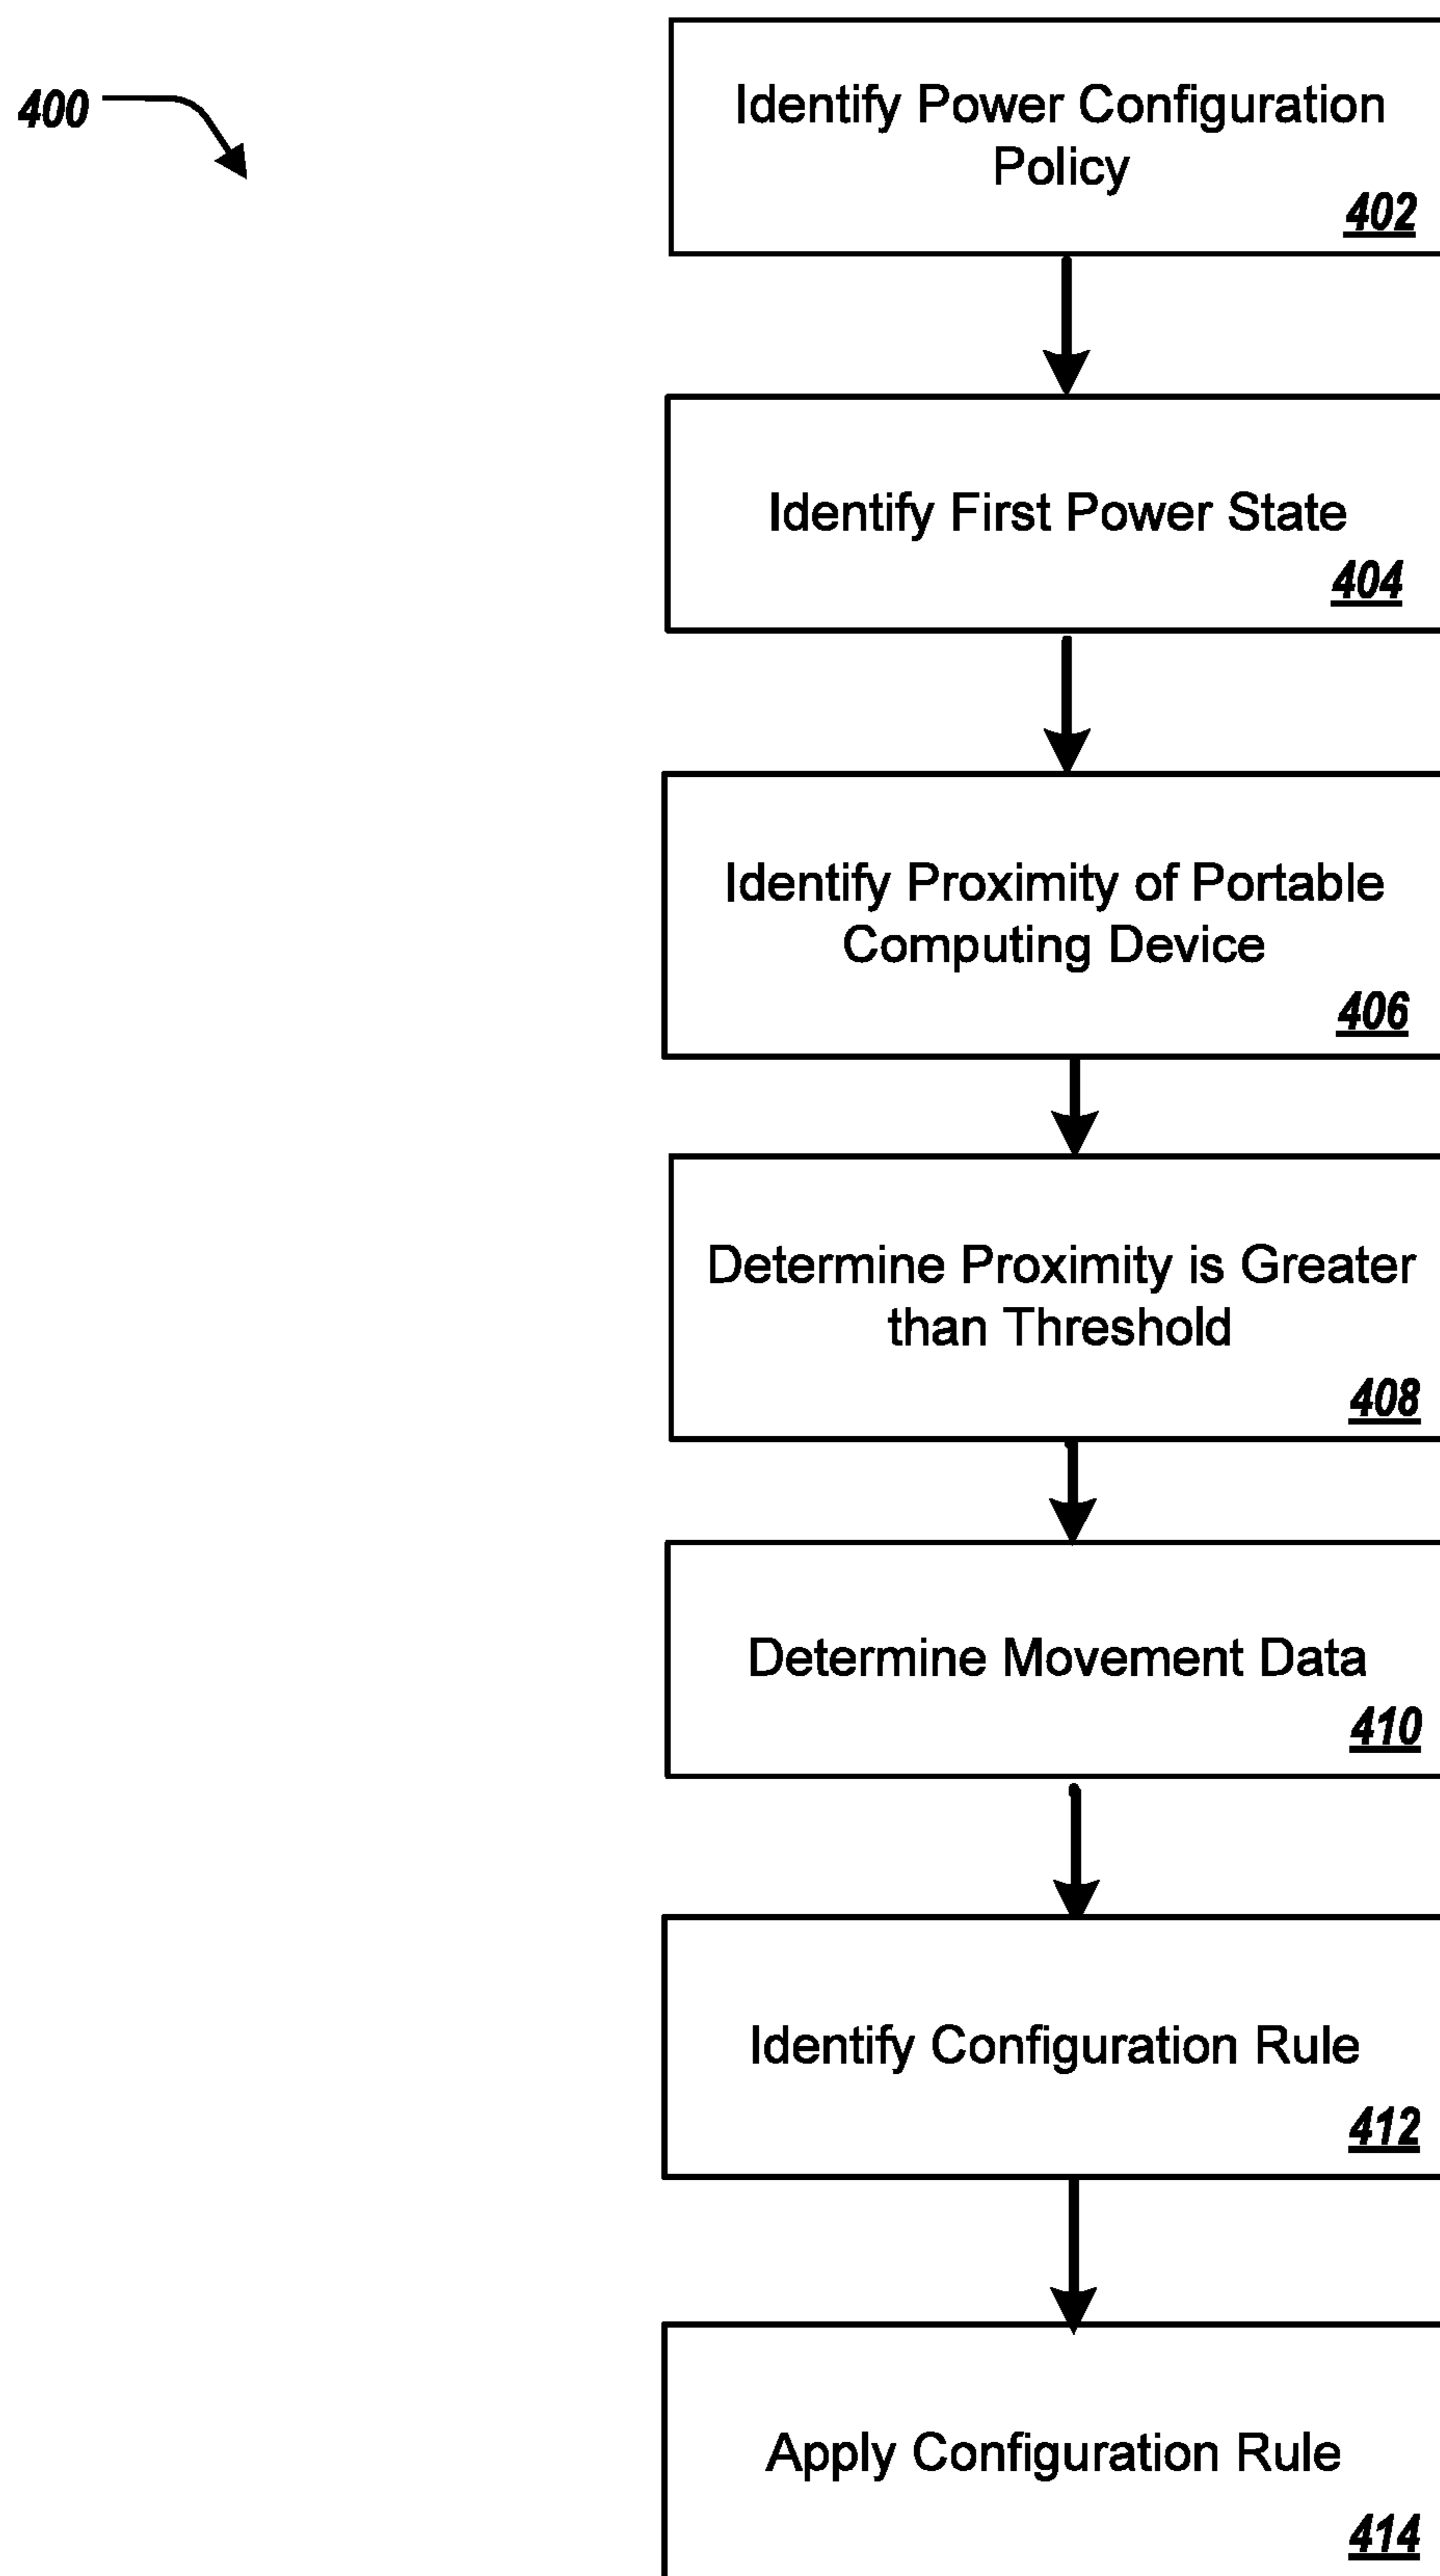 400
Identify Power Configuration
Policy
402
Identify First Power State
404
Identify Proximity of Portable
Computing Device
406
Determine Proximity is Greater
than Threshold
408
Determine Movement Data
410
Identify Configuration Rule
412
Apply Configuration Rule
414